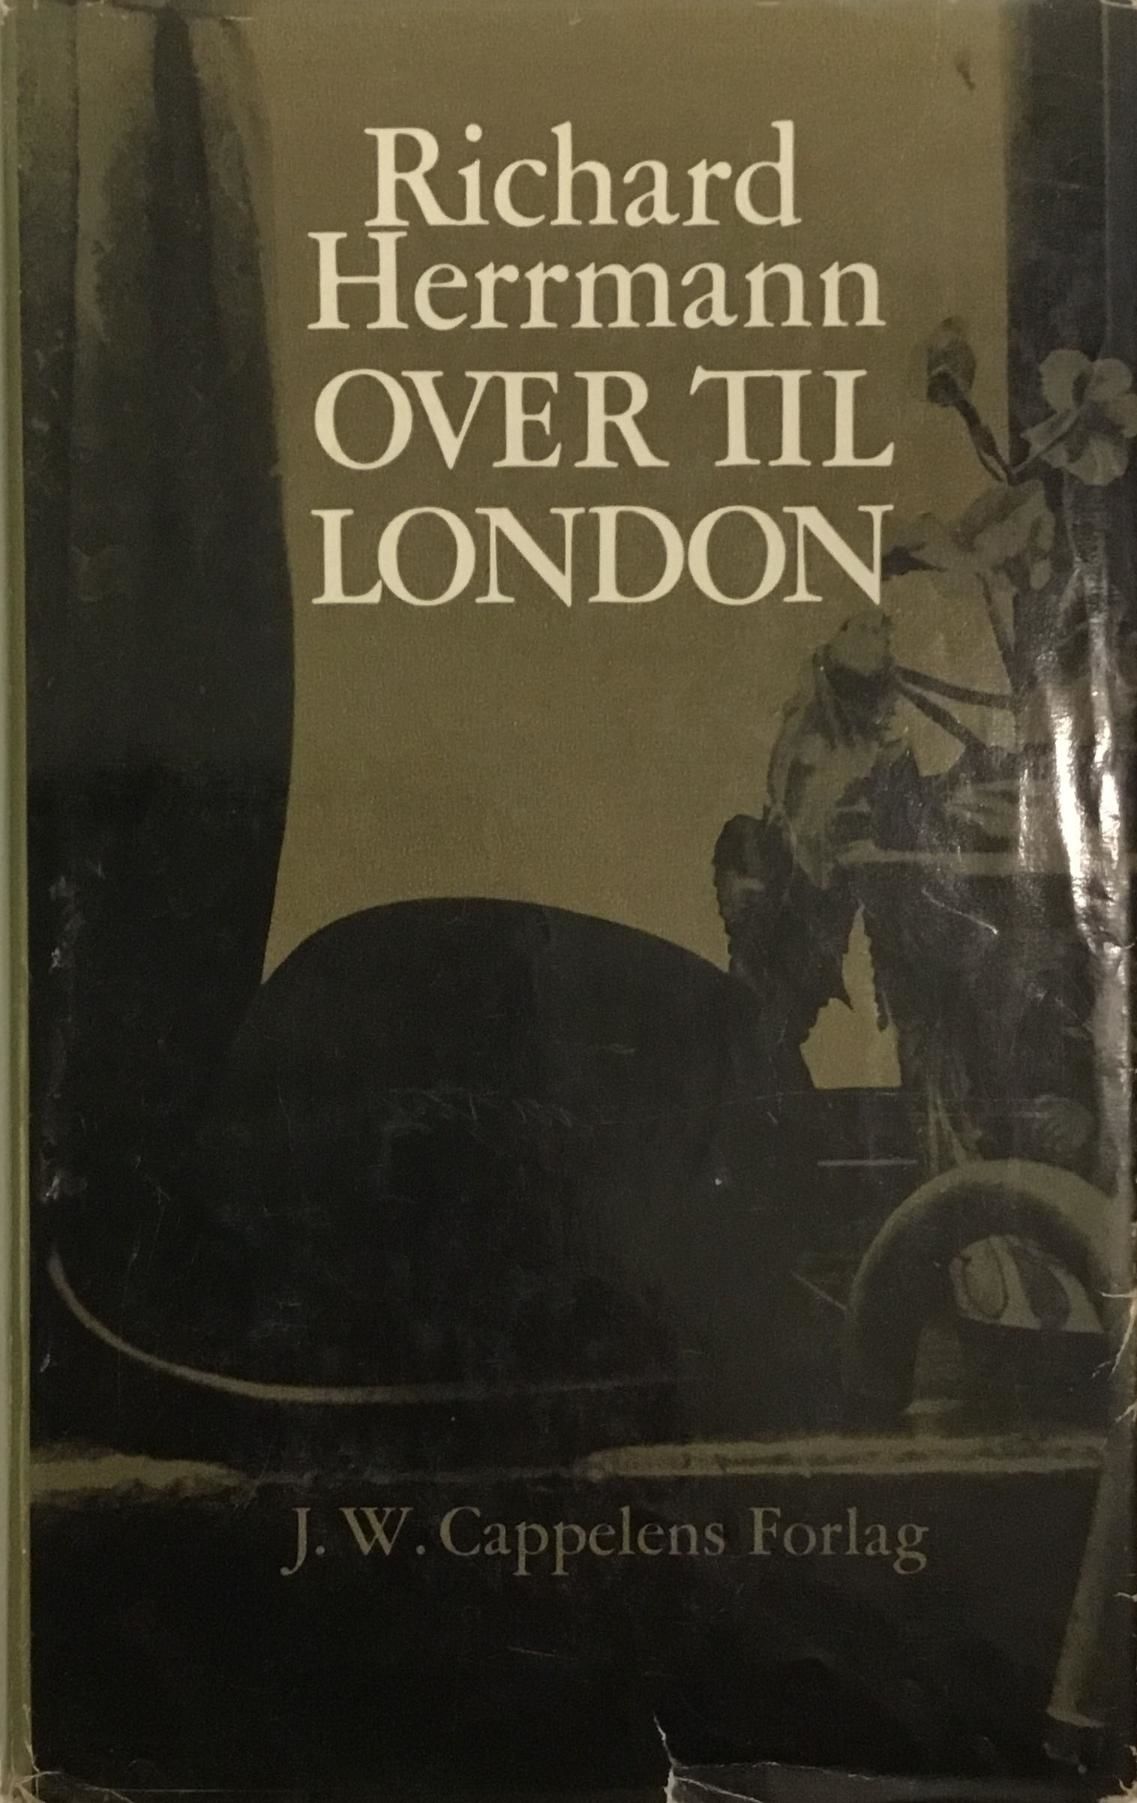 Richard
Herrmann
OVER TIL
LONDON
J. W. Cappelens Forlag